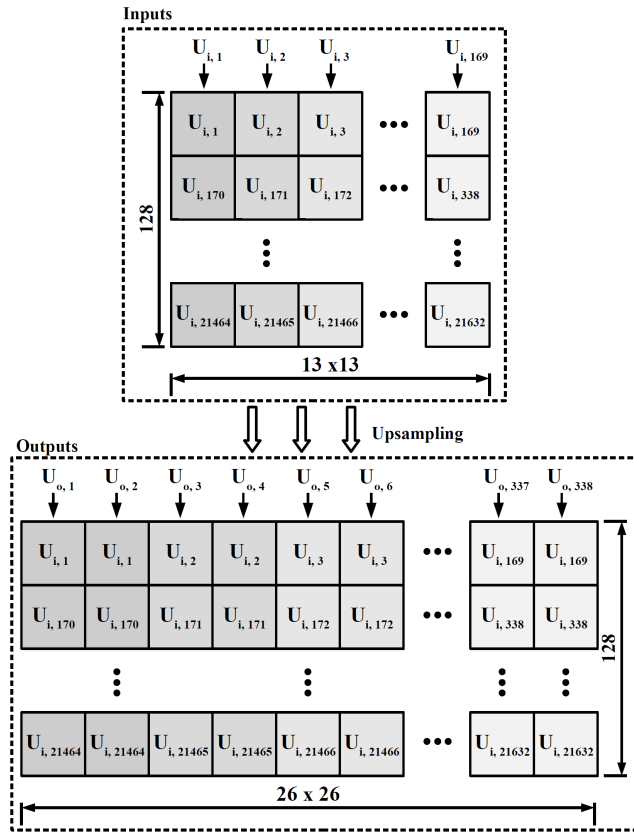 Inputs
U i, 1 U i, 2 U i, 3 U i, 169
U i, 1 U i, 2 U i, 3 ••• U i, 169
U i, 170 U i, 171 U i, 172 ••• U i, 338
128
U i, 21464 U i, 21465 U i, 21466 ••• U i, 21632
13 x13
Upsampling
Outputs
U o, 1 U o, 2 U o, 3 U o, 4 U o, 5 U o, 6 U o, 337 U o, 338
U i, 1 U i, 1 U i, 2 U i, 2 U i, 3 U i, 3 ••• U i, 169 U i, 169
U i, 170 U i, 170 U i, 171 U i, 171 U i, 172 U i, 172 ••• U i, 338 U i, 338
128
U i, 21464 U i, 21464 U i, 21465 U i, 21465 U i, 21466 U i, 21466 ••• U i, 21632 U i, 21632
26 x 26